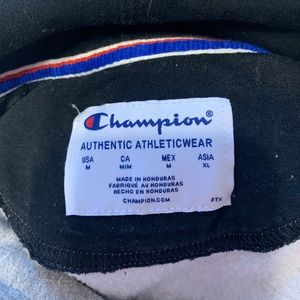 Champion
AUTHENTIC ATHLETICWEAR
USA CA MEX ASIA
M M/M M XL
MADE IN HONDURAS
FABRIQUÉ AU HONDURAS
HECHO EN HONDURAS
CHAMPION.COM FTX